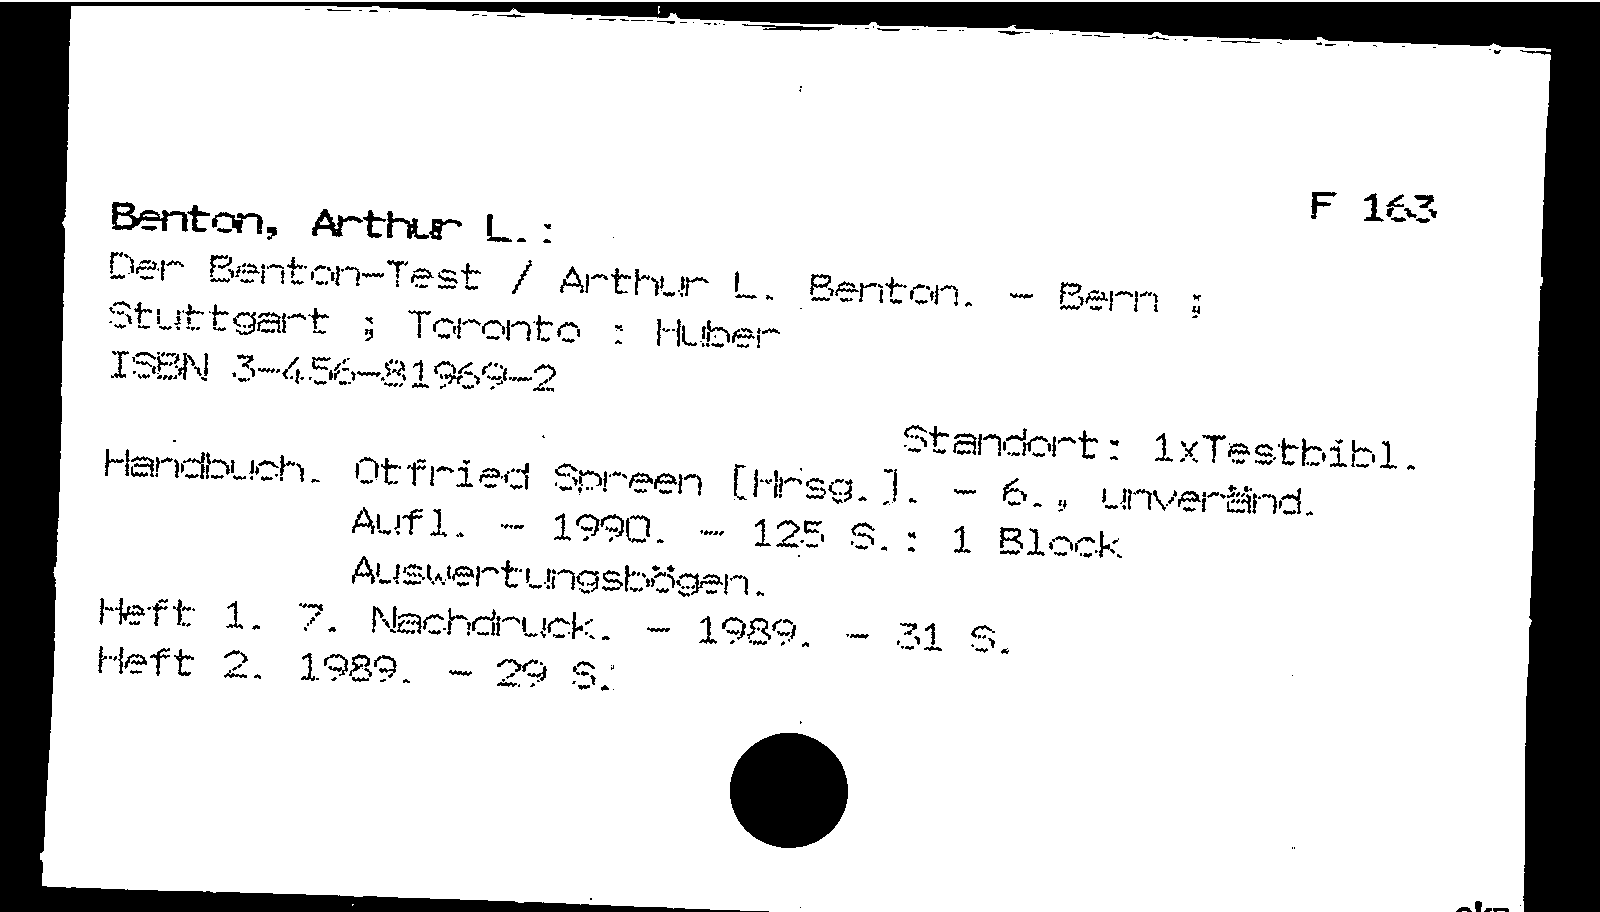 F 163
Benton, Arthur L.:
Der Benton-Test / Arthur L. Benton. - Bern ;
Stuttgart ; Toronto : Huber
ISBN 3-456-81969-2
Standort: 1xTestbibl.
Handbuch. Otfried Spreen [Hrsg.]. - 6., unveränd.
Aufl. - 1990. - 125 S.: 1 Block
Auswertungsbögen.
Heft 1. 7. Nachdruck. - 1989. - 31 S.
Heft 2. 1989. - 29 S.